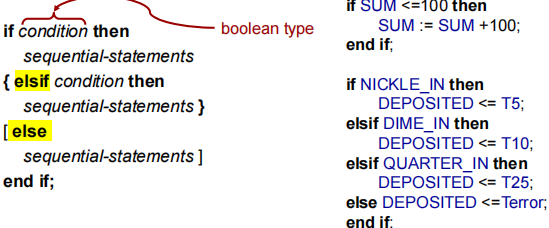 if condition then
boolean type
sequential-statements
{ elsif condition then
sequential-statements }
[ else
sequential-statements ]
end if;
if SUM <=100 then
SUM := SUM +100;
end if;
if NICKLE_IN then
DEPOSITED <= T5;
elsif DIME_IN then
DEPOSITED <= T10;
elsif QUARTER_IN then
DEPOSITED <= T25;
else DEPOSITED <=Terror;
end if;